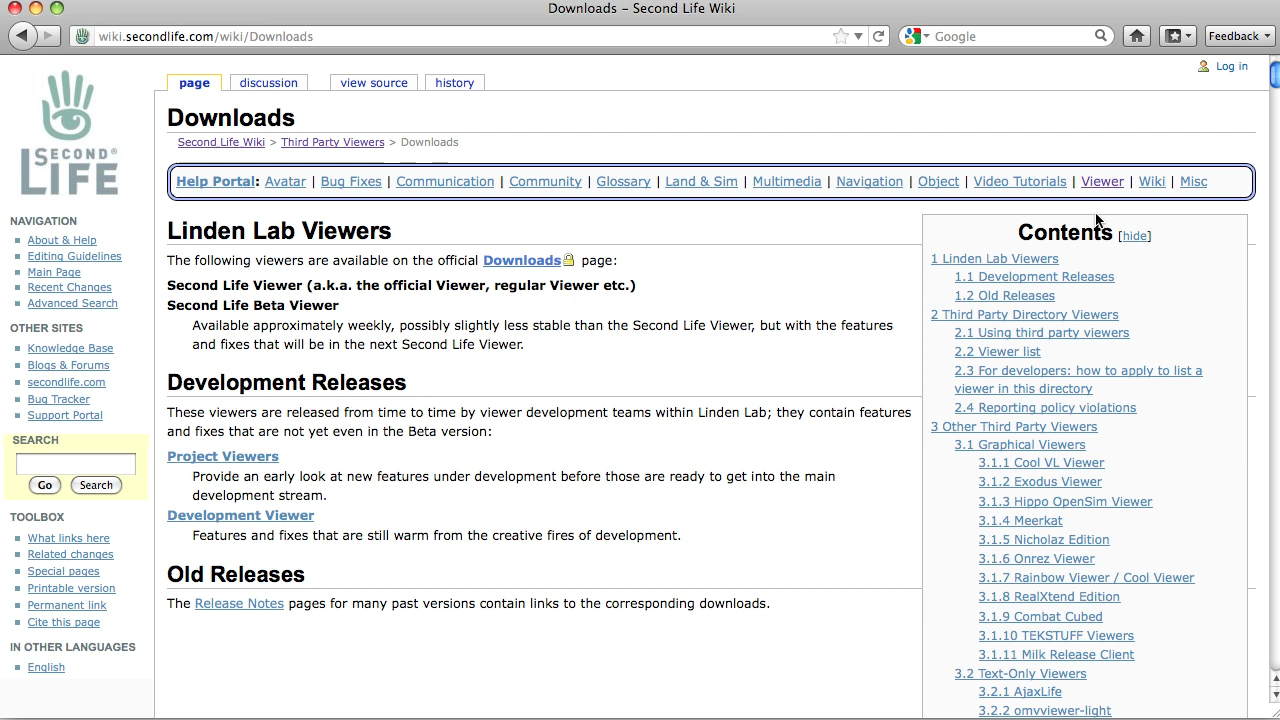 Downloads – Second Life Wiki
wiki.secondlife.com/wiki/Downloads
Google
Feedback
Log in
page
discussion
view source
history
SECOND®
LIFE
Downloads
Second Life Wiki > Third Party Viewers > Downloads
Help Portal: Avatar | Bug Fixes | Communication | Community | Glossary | Land & Sim | Multimedia | Navigation | Object | Video Tutorials | Viewer | Wiki | Misc
Linden Lab Viewers
The following viewers are available on the official Downloads page:
Second Life Viewer (a.k.a. the official Viewer, regular Viewer etc.)
Second Life Beta Viewer
Available approximately weekly, possibly slightly less stable than the Second Life Viewer, but with the features
and fixes that will be in the next Second Life Viewer.
Development Releases
These viewers are released from time to time by viewer development teams within Linden Lab; they contain features
and fixes that are not yet even in the Beta version:
Project Viewers
Provide an early look at new features under development before those are ready to get into the main
development stream.
Development Viewer
Features and fixes that are still warm from the creative fires of development.
Old Releases
The Release Notes pages for many past versions contain links to the corresponding downloads.
Contents [hide]
1 Linden Lab Viewers
1.1 Development Releases
1.2 Old Releases
2 Third Party Directory Viewers
2.1 Using third party viewers
2.2 Viewer list
2.3 For developers: how to apply to list a
viewer in this directory
2.4 Reporting policy violations
3 Other Third Party Viewers
3.1 Graphical Viewers
3.1.1 Cool VL Viewer
3.1.2 Exodus Viewer
3.1.3 Hippo OpenSim Viewer
3.1.4 Meerkat
3.1.5 Nicholaz Edition
3.1.6 Onrez Viewer
3.1.7 Rainbow Viewer / Cool Viewer
3.1.8 RealXtend Edition
3.1.9 Combat Cubed
3.1.10 TEKSTUFF Viewers
3.1.11 Milk Release Client
3.2 Text-Only Viewers
3.2.1 AjaxLife
3.2.2 omvviewer-light
NAVIGATION
About & Help
Editing Guidelines
Main Page
Recent Changes
Advanced Search
OTHER SITES
Knowledge Base
Blogs & Forums
secondlife.com
Bug Tracker
Support Portal
SEARCH
Go
Search
TOOLBOX
What links here
Related changes
Special pages
Printable version
Permanent link
Cite this page
IN OTHER LANGUAGES
English